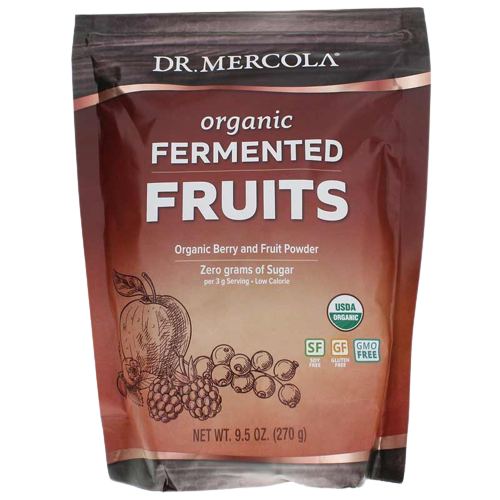 DR. MERCOLA®
organic
FERMENTED
FRUITS
Organic Berry and Fruit Powder
Zero grams of Sugar
per 3 g Serving • Low Calorie
USDA
ORGANIC
SF
SOY
FREE
GF
GLUTEN
FREE
GMO
FREE
NET WT. 9.5 OZ. (270 g)